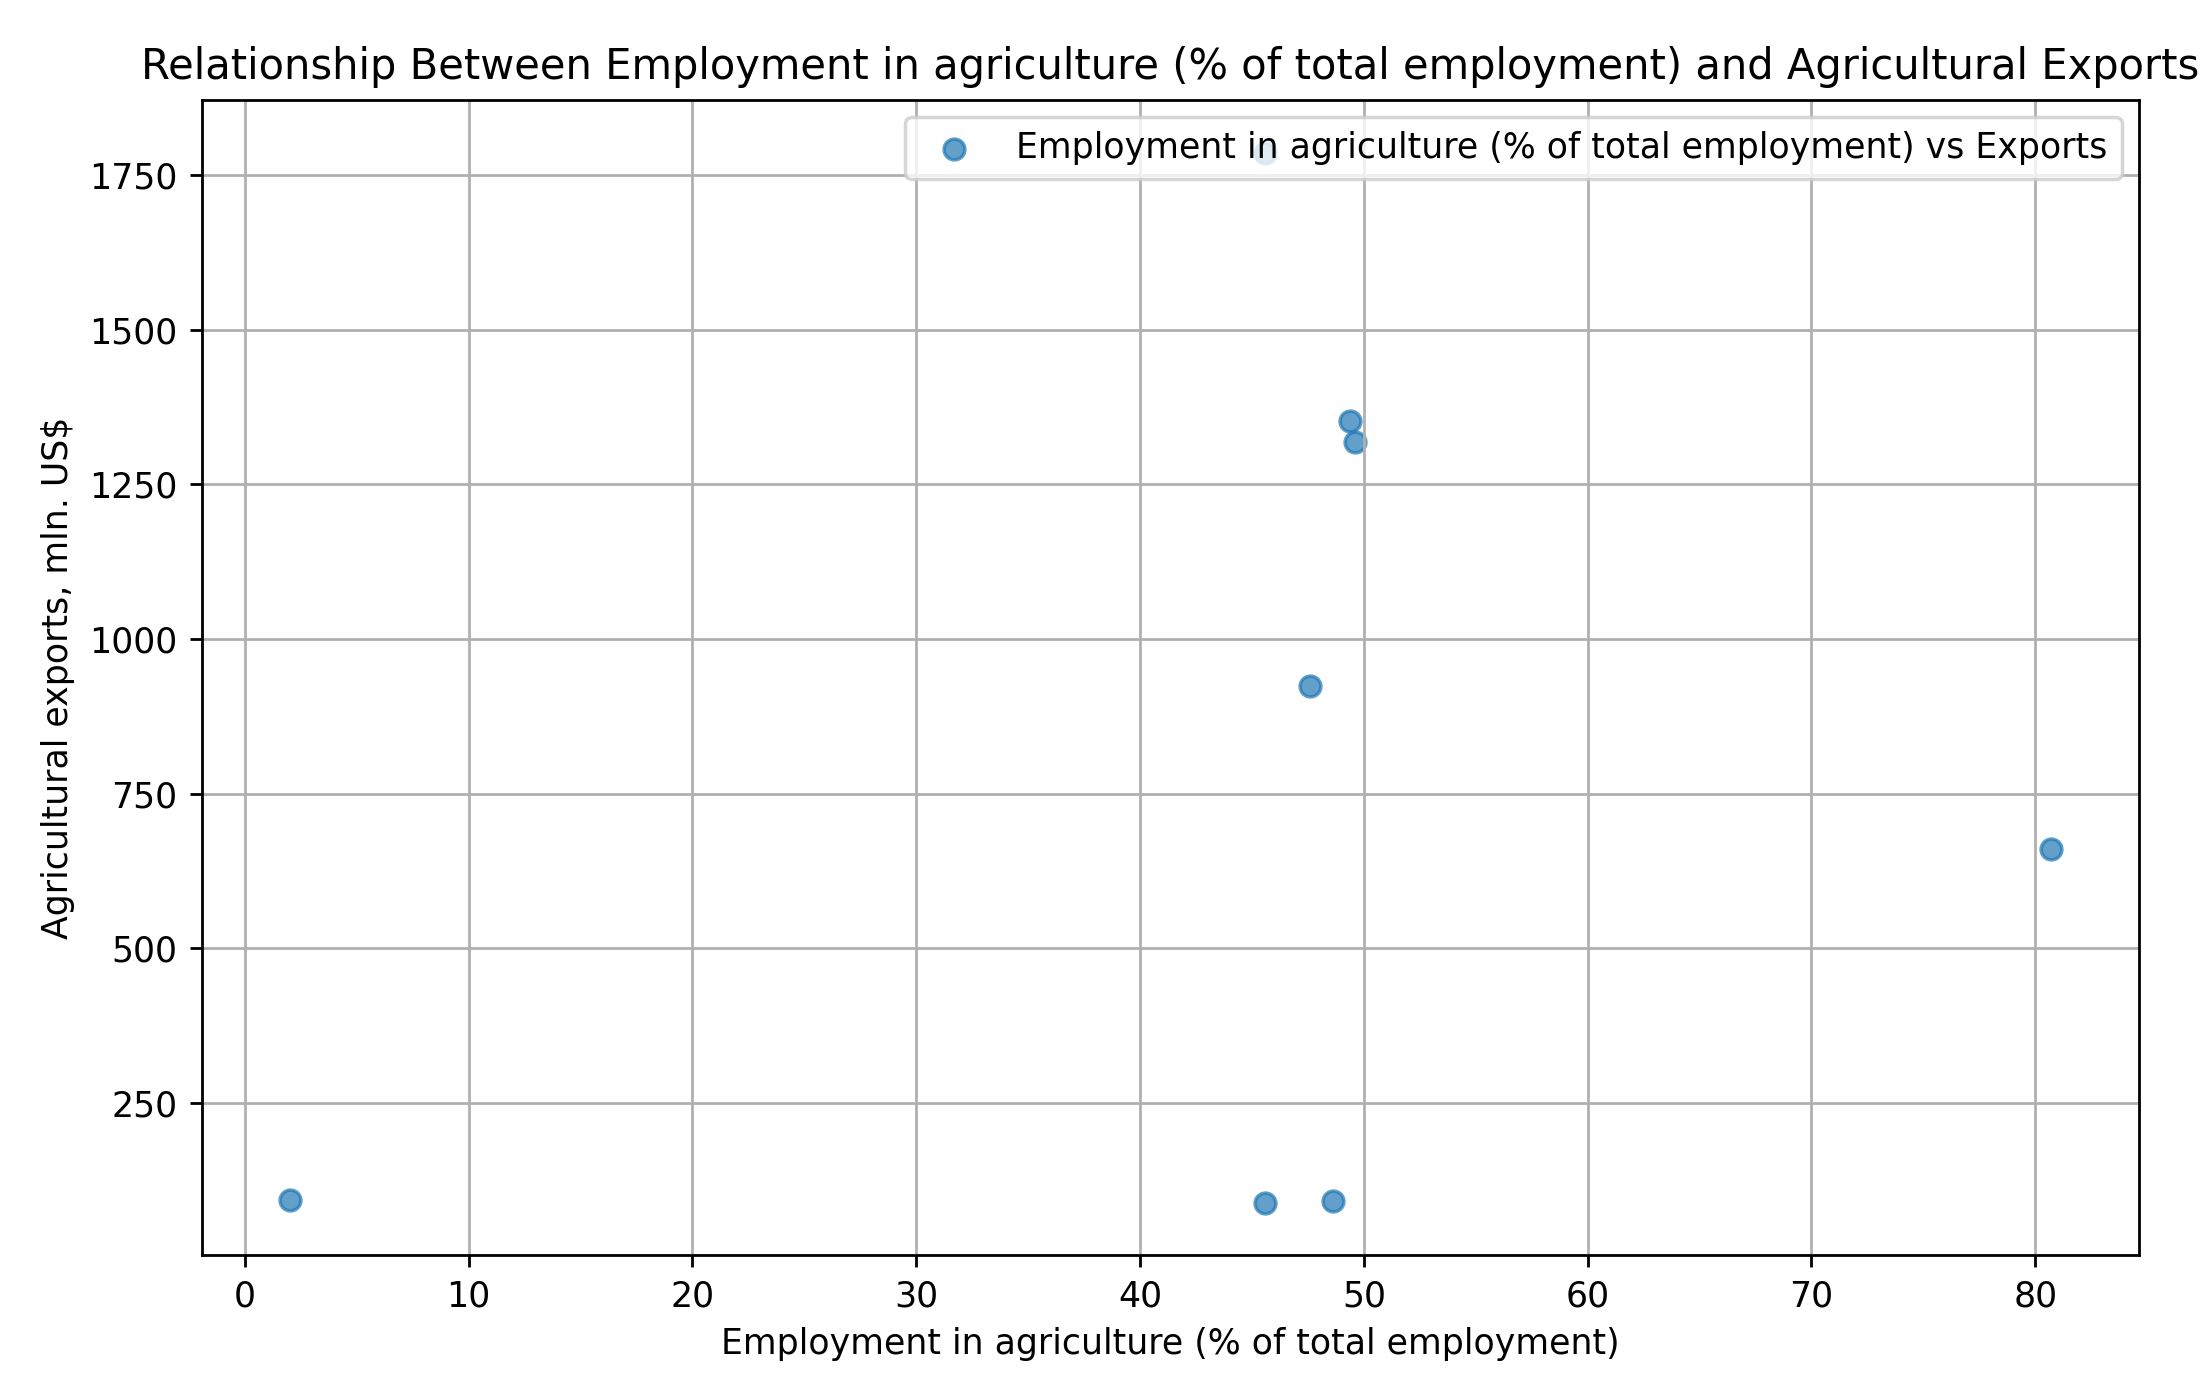 Relationship Between Employment in agriculture (% of total employment) and Agricultural Exports
Employment in agriculture (% of total employment) vs Exports
Agricultural exports, mln. US$
1750
1500
1250
1000
750
500
250
0 10 20 30 40 50 60 70 80
Employment in agriculture (% of total employment)